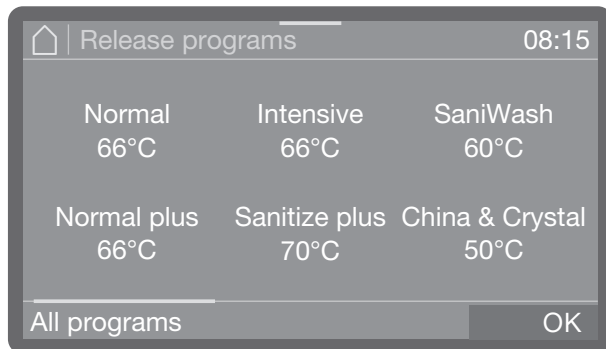 Release programs 08:15
Normal Intensive SaniWash
66°C 66°C 60°C
Normal plus Sanitize plus China & Crystal
66°C 70°C 50°C
All programs OK